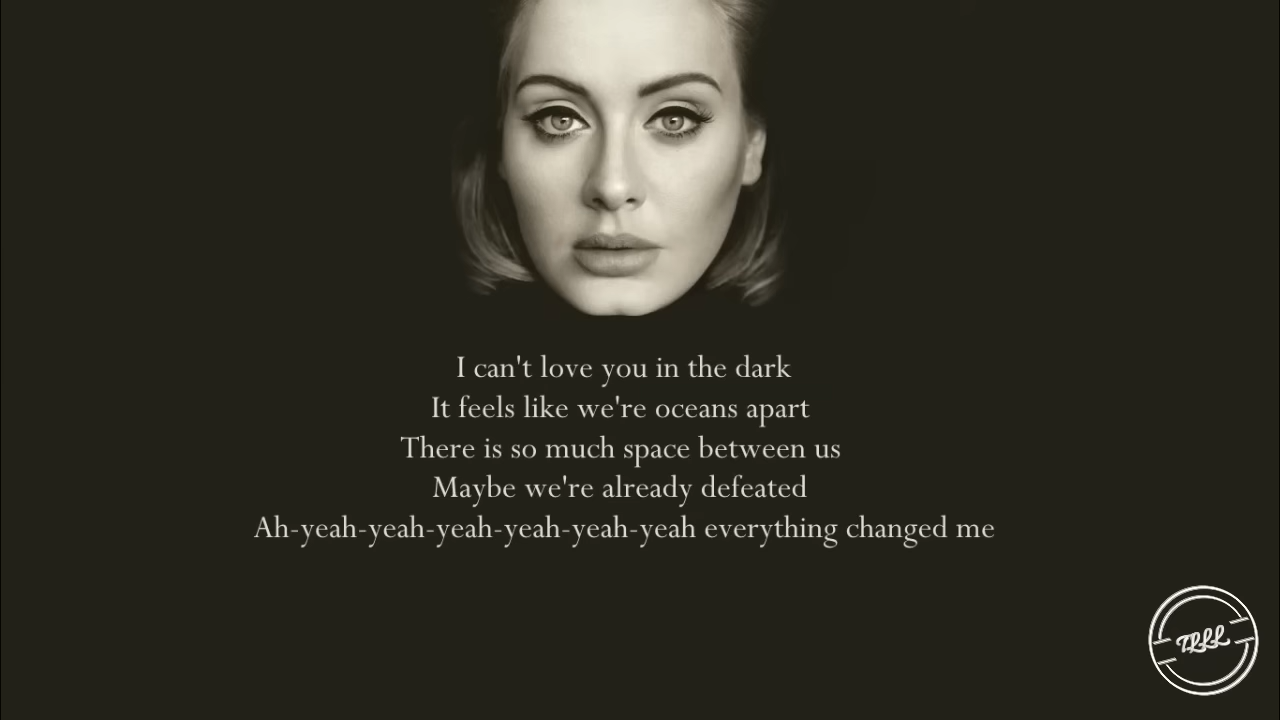 I can't love you in the dark
It feels like we're oceans apart
There is so much space between us
Maybe we're already defeated
Ah-yeah-yeah-yeah-yeah-yeah-yeah everything changed me
TLLL